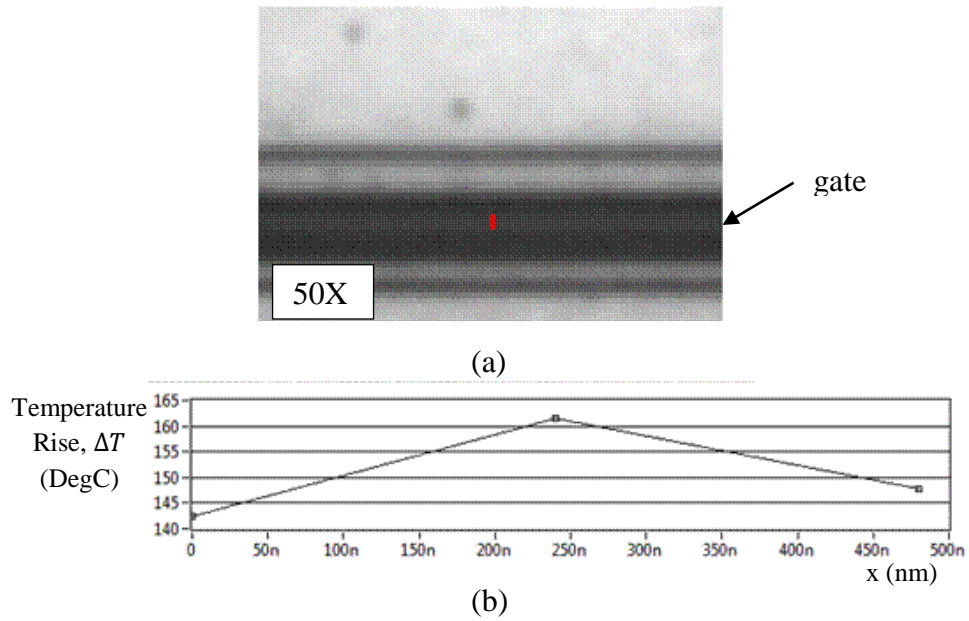 gate
50X
(a)
Temperature
Rise, ΔT
(DegC)
165
160
155
150
145
140
0 50n 100n 150n 200n 250n 300n 350n 400n 450n 500n
x (nm)
(b)